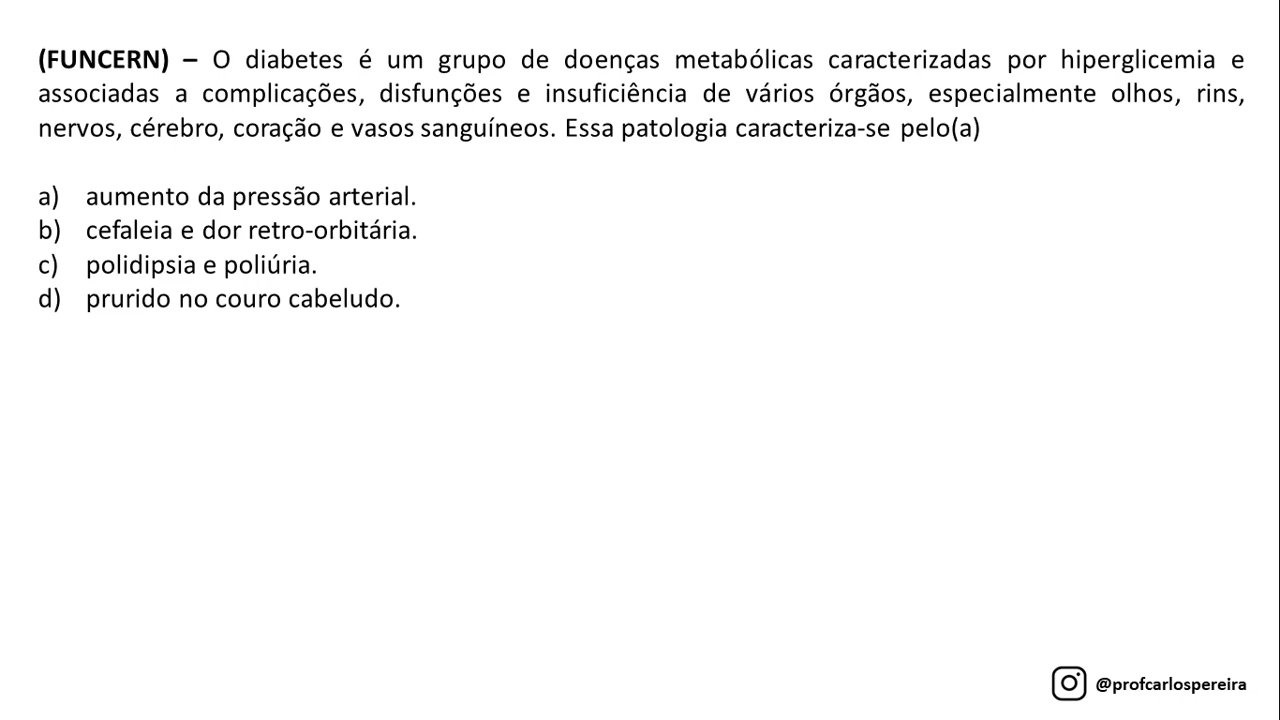 (FUNCERN) – O diabetes é um grupo de doenças metabólicas caracterizadas por hiperglicemia e
associadas a complicações, disfunções e insuficiência de vários órgãos, especialmente olhos, rins,
nervos, cérebro, coração e vasos sanguíneos. Essa patologia caracteriza-se pelo(a)
a) aumento da pressão arterial.
b) cefaleia e dor retro-orbitária.
c) polidipsia e poliúria.
d) prurido no couro cabeludo.
@profcarlospereira